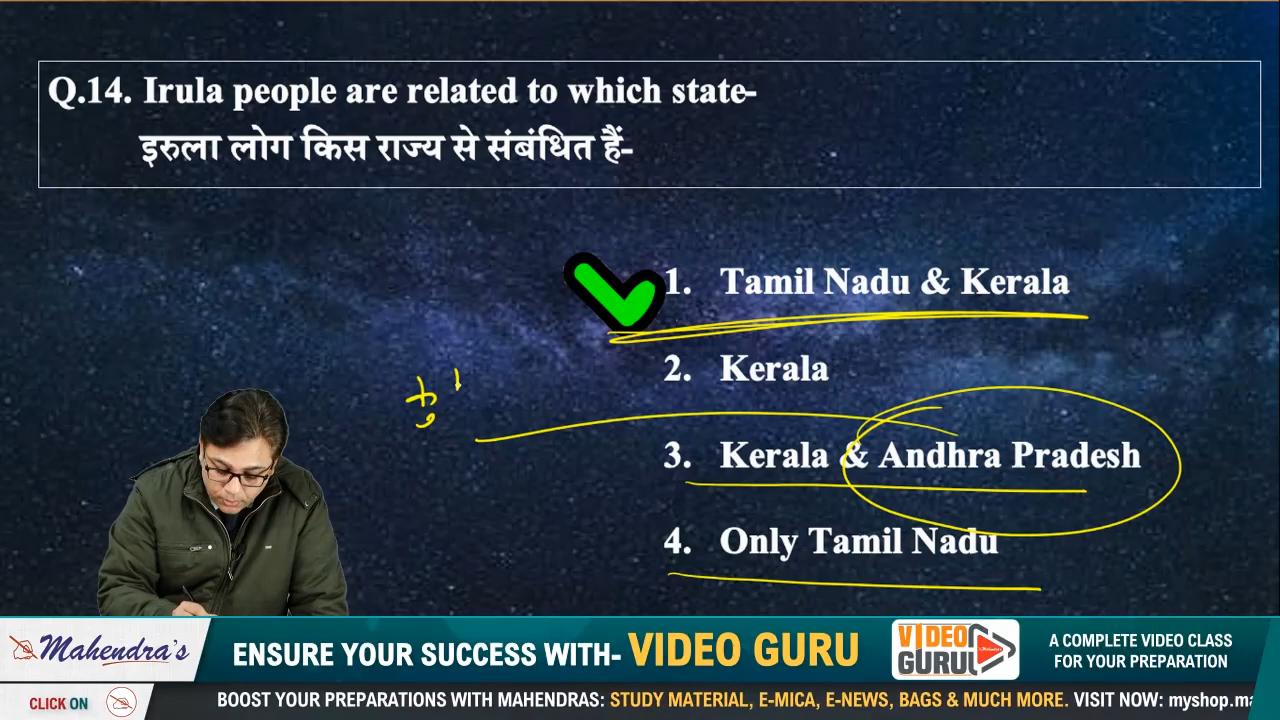 Q.14. Irula people are related to which state-
इरुला लोग किस राज्य से संबंधित हैं-
1. Tamil Nadu & Kerala
2. Kerala
3. Kerala & Andhra Pradesh
4. Only Tamil Nadu
Mahendra's
ENSURE YOUR SUCCESS WITH- VIDEO GURU
VIDEO
GURU
A COMPLETE VIDEO CLASS
FOR YOUR PREPARATION
CLICK ON
BOOST YOUR PREPARATIONS WITH MAHENDRAS: STUDY MATERIAL, E-MICA, E-NEWS, BAGS & MUCH MORE. VISIT NOW: myshop.ma